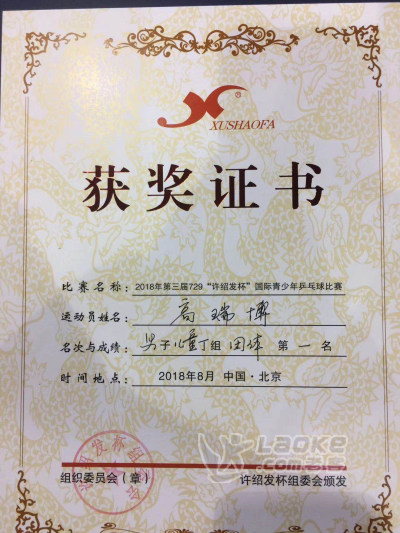 XUSHAOFA
获奖证书
比赛名称：2018年第三届729“许绍发杯”国际青少年乒乓球比赛
运动员姓名：高瑞博
名次与成绩：男子儿童丁组 团体 第一名
时间地点：2018年8月 中国·北京
Laoke
组织委员会（章） 许绍发杯组委会颁发